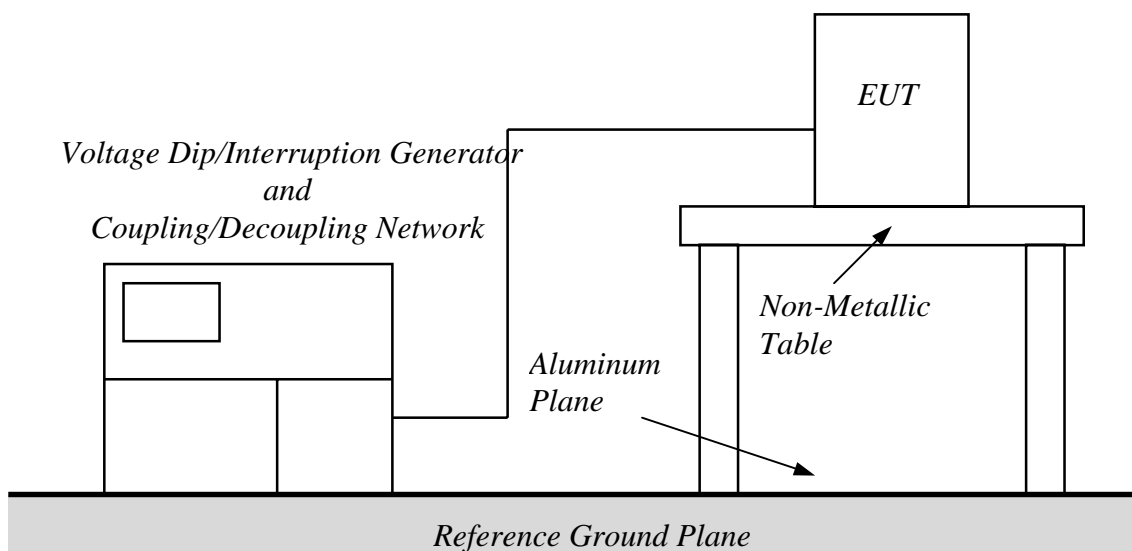 EUT
Voltage Dip/Interruption Generator
and
Coupling/Decoupling Network
Non-Metallic
Table
Aluminum
Plane
Reference Ground Plane